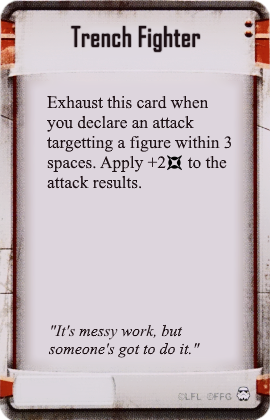 Trench Fighter
Exhaust this card when
you declare an attack
targetting a figure within 3
spaces. Apply +2 to the
attack results.
"It's messy work, but
someone's got to do it."
©LFL ©FFG